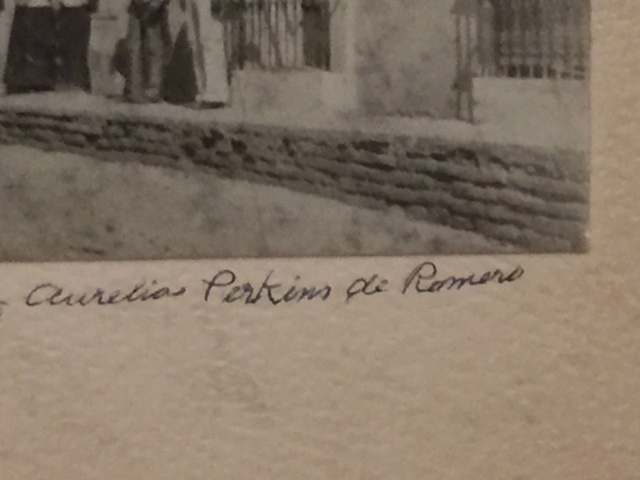 Aurelia Perkins de Romero